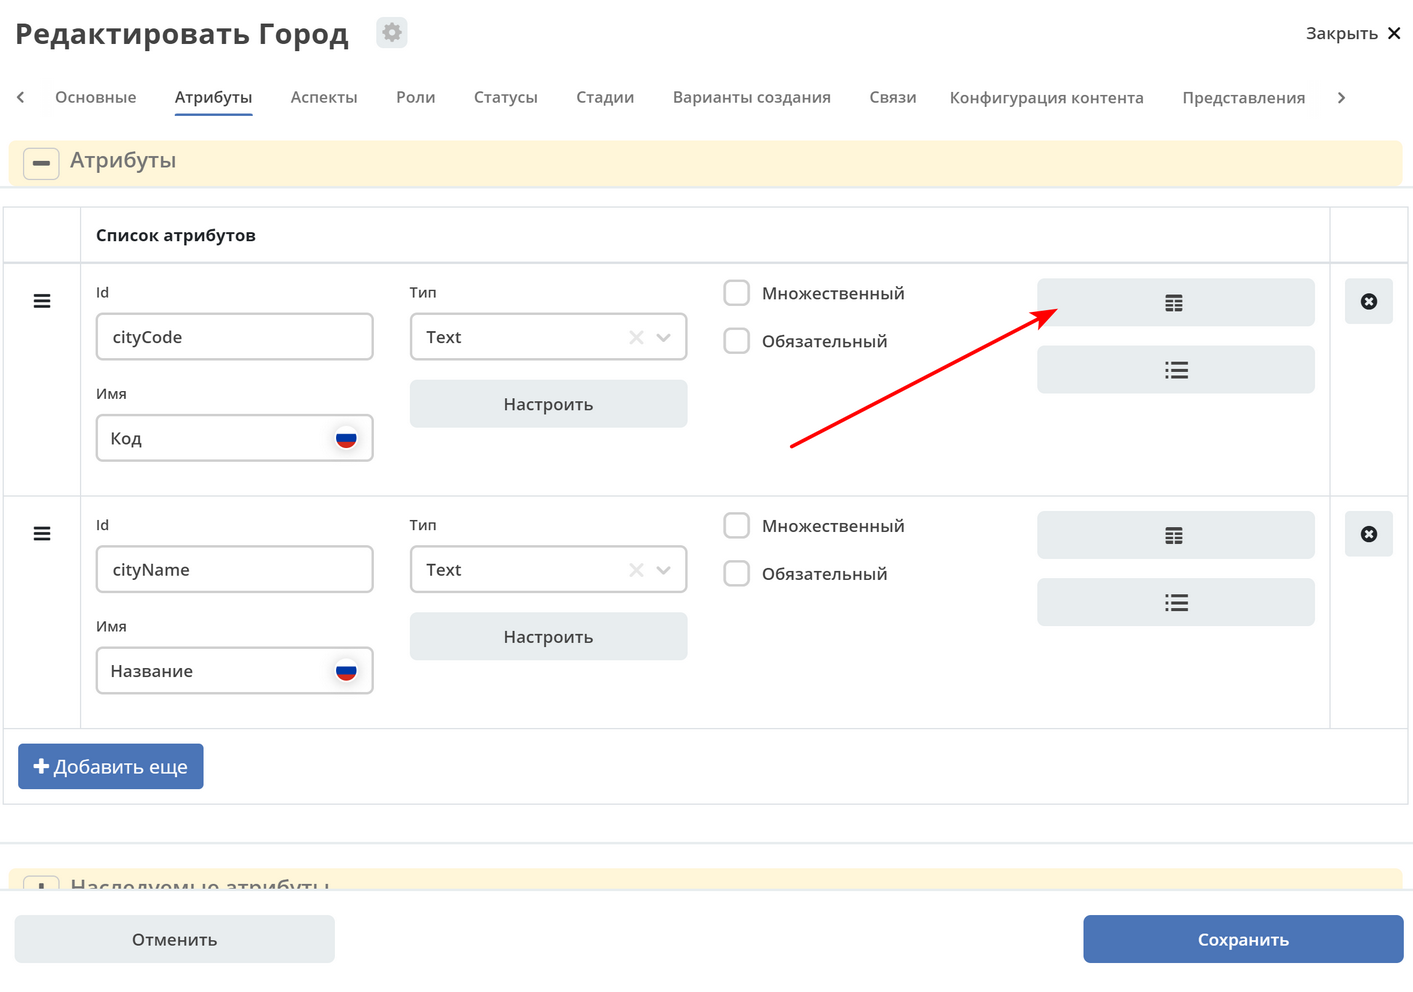 Редактировать Город
Закрыть
Основные Атрибуты Аспекты Роли Статусы Стадии Варианты создания Связи Конфигурация контента Представления
Атрибуты
Список атрибутов
Id Тип
Множественный
cityCode Text
Обязательный
Имя
Настроить
Код
Id Тип
Множественный
cityName Text
Обязательный
Имя
Настроить
Название
Добавить еще
Наследуемые атрибуты
Отменить Сохранить